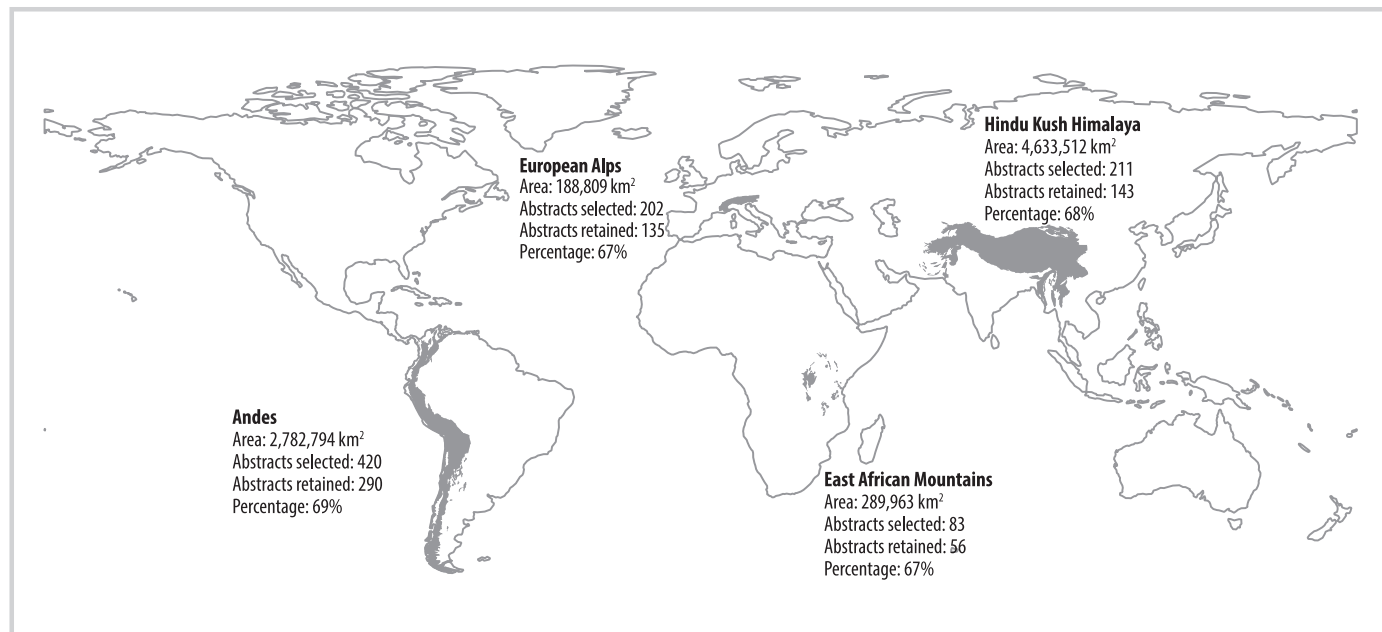 European Alps
Area: 188,809 km²
Abstracts selected: 202
Abstracts retained: 135
Percentage: 67%
Hindu Kush Himalaya
Area: 4,633,512 km²
Abstracts selected: 211
Abstracts retained: 143
Percentage: 68%
Andes
Area: 2,782,794 km²
Abstracts selected: 420
Abstracts retained: 290
Percentage: 69%
East African Mountains
Area: 289,963 km²
Abstracts selected: 83
Abstracts retained: 56
Percentage: 67%